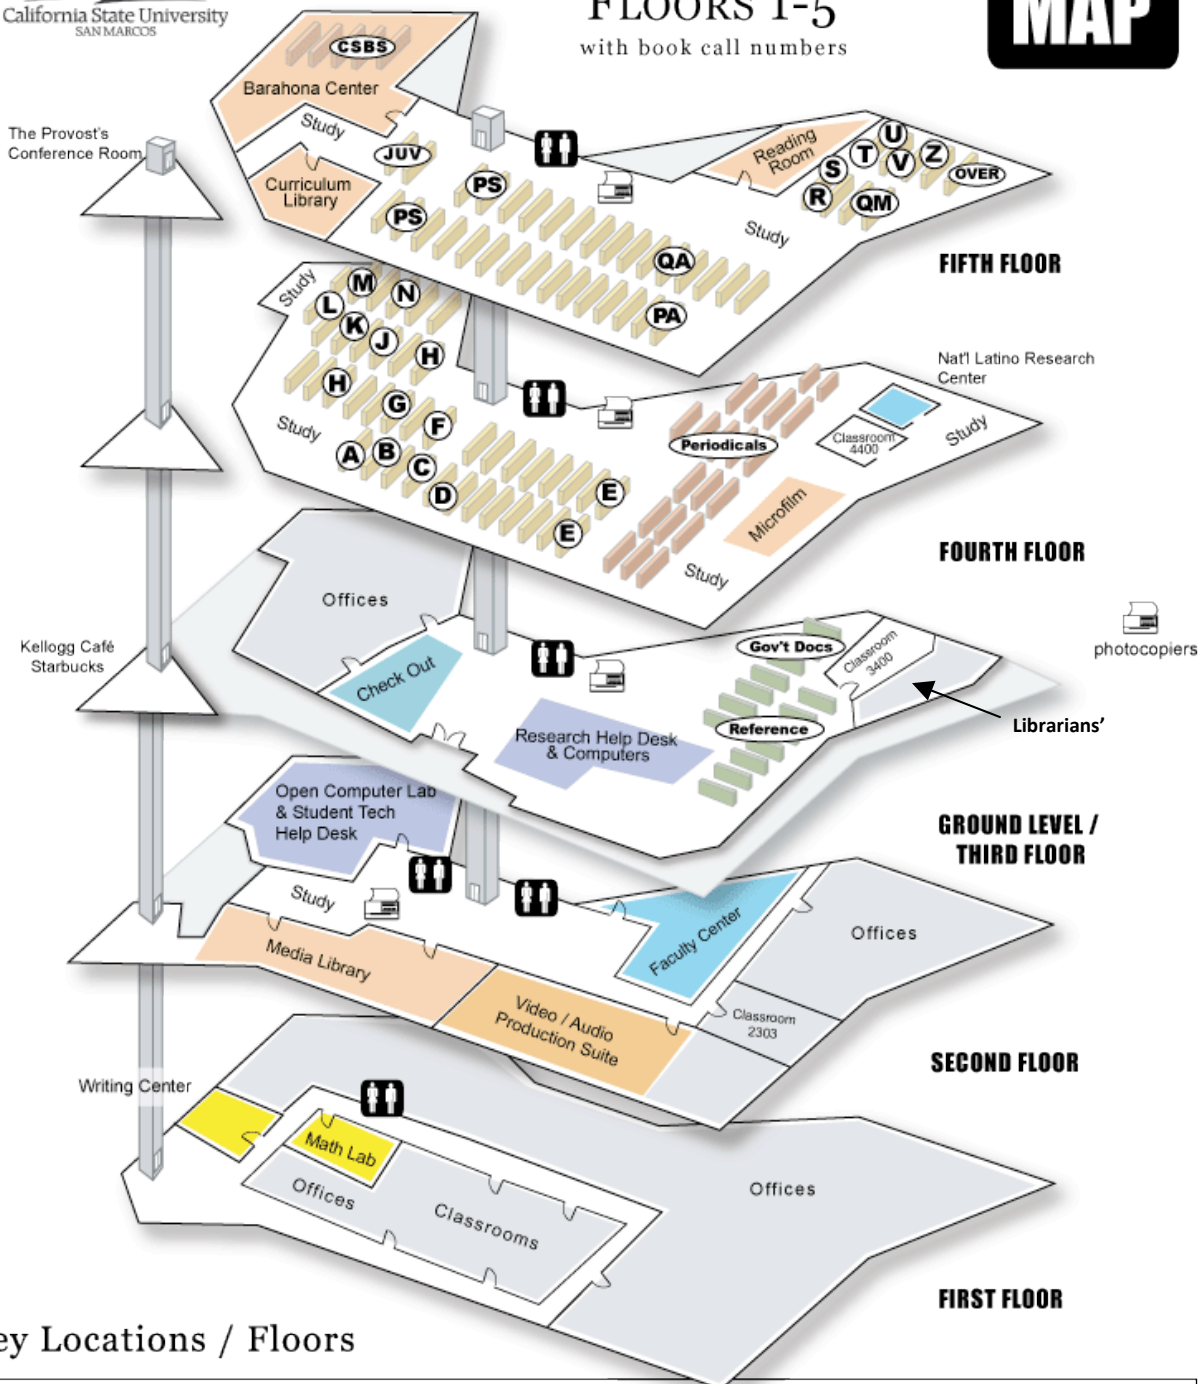 California State University
SAN MARCOS
FLOORS 1-5
with book call numbers
MAP
CSBS
Barahona Center
Study
JUV
Curriculum
Library
PS
PS
QA
PA
Reading
Room
U
T
V
Z
S
R
QM
OVER
Study
The Provost's
Conference Room
FIFTH FLOOR
Study
M
N
L
K
J
H
H
G
F
Study
A
B
C
D
E
E
Periodicals
Nat'l Latino Research
Center
Classroom
4400
Study
Microfilm
Study
FOURTH FLOOR
Offices
Check Out
Kellogg Café
Starbucks
Gov't Docs
Classroom
3400
photocopiers
Librarians’
Research Help Desk
& Computers
Reference
GROUND LEVEL /
THIRD FLOOR
Open Computer Lab
& Student Tech
Help Desk
Study
Media Library
Video / Audio
Production Suite
Faculty Center
Offices
Classroom
2303
SECOND FLOOR
Writing Center
Math Lab
Offices
Classrooms
Offices
FIRST FLOOR
ey Locations / Floors